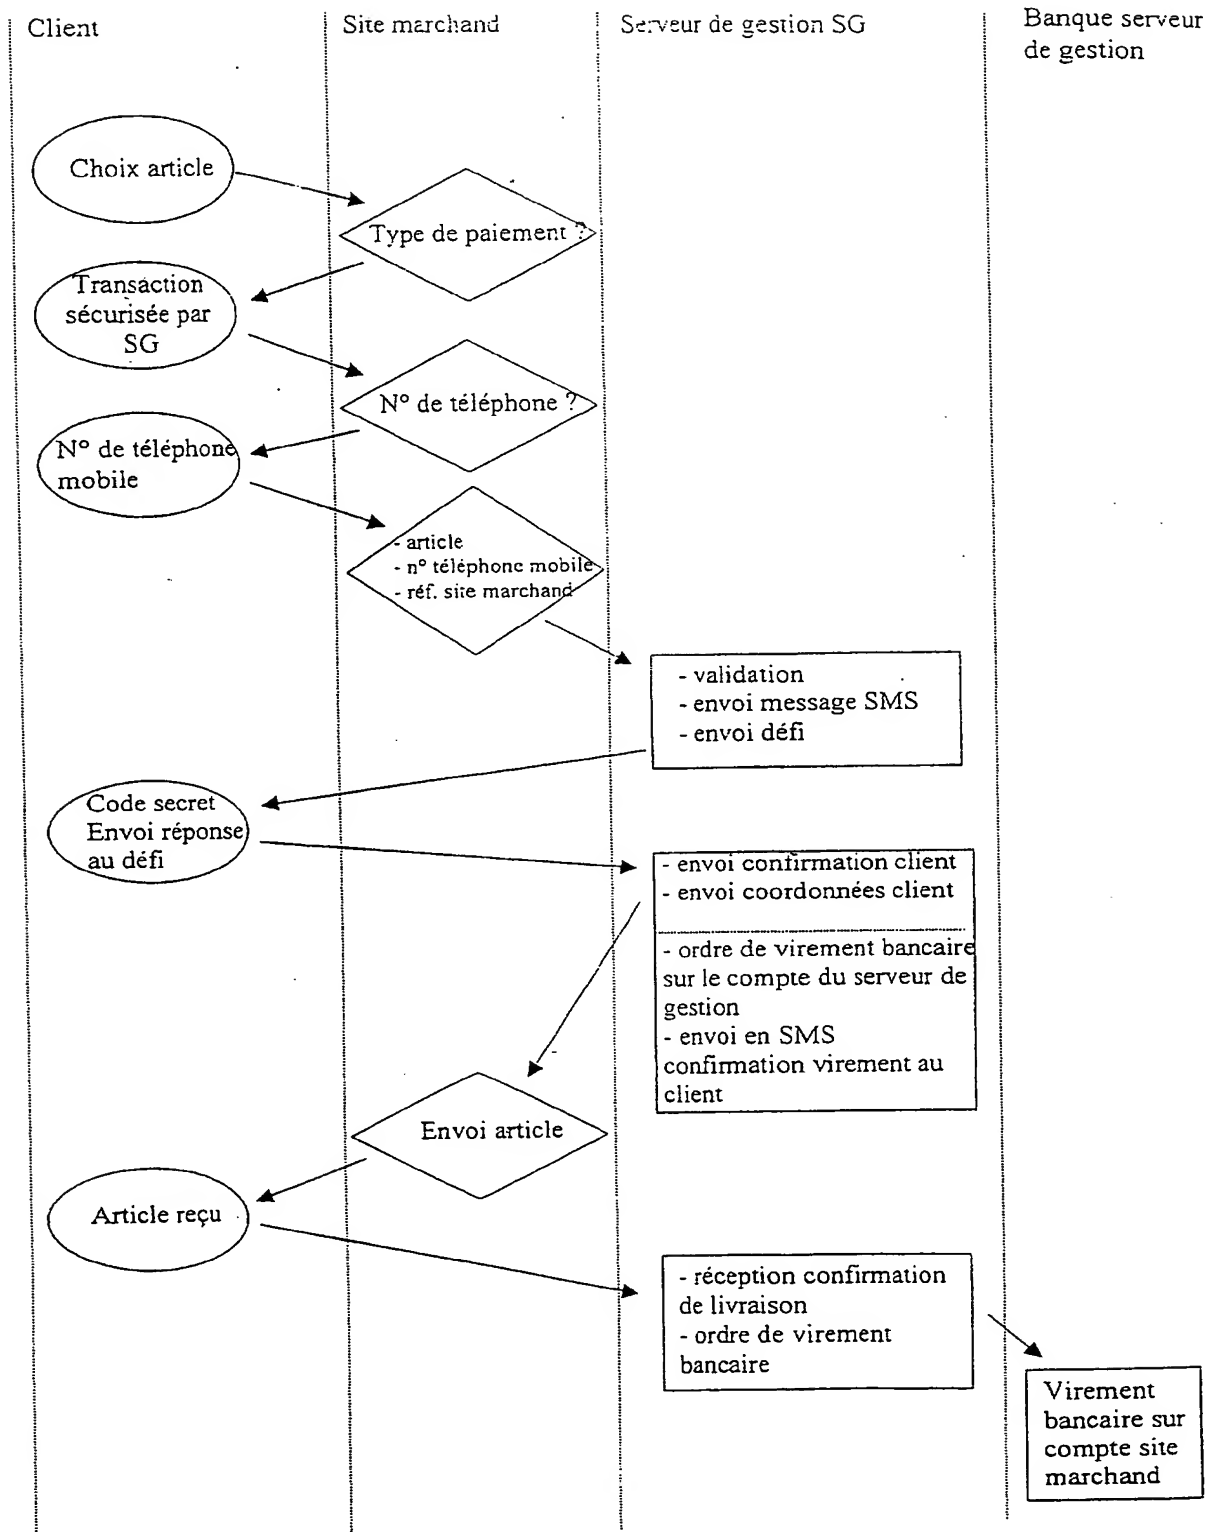 Client
Site marchand
Serveur de gestion SG
Banque serveur
de gestion
Choix article
Type de paiement ?
Transaction
sécurisée par
SG
N° de téléphone ?
N° de téléphone
mobile
- article
- n° téléphone mobile
- réf. site marchand
- validation
- envoi message SMS
- envoi défi
Code secret
Envoi réponse
au défi
- envoi confirmation client
- envoi coordonnées client
- ordre de virement bancaire
sur le compte du serveur de
gestion
- envoi en SMS
confirmation virement au
client
Envoi article
Article reçu
- réception confirmation
de livraison
- ordre de virement
bancaire
Virement
bancaire sur
compte site
marchand